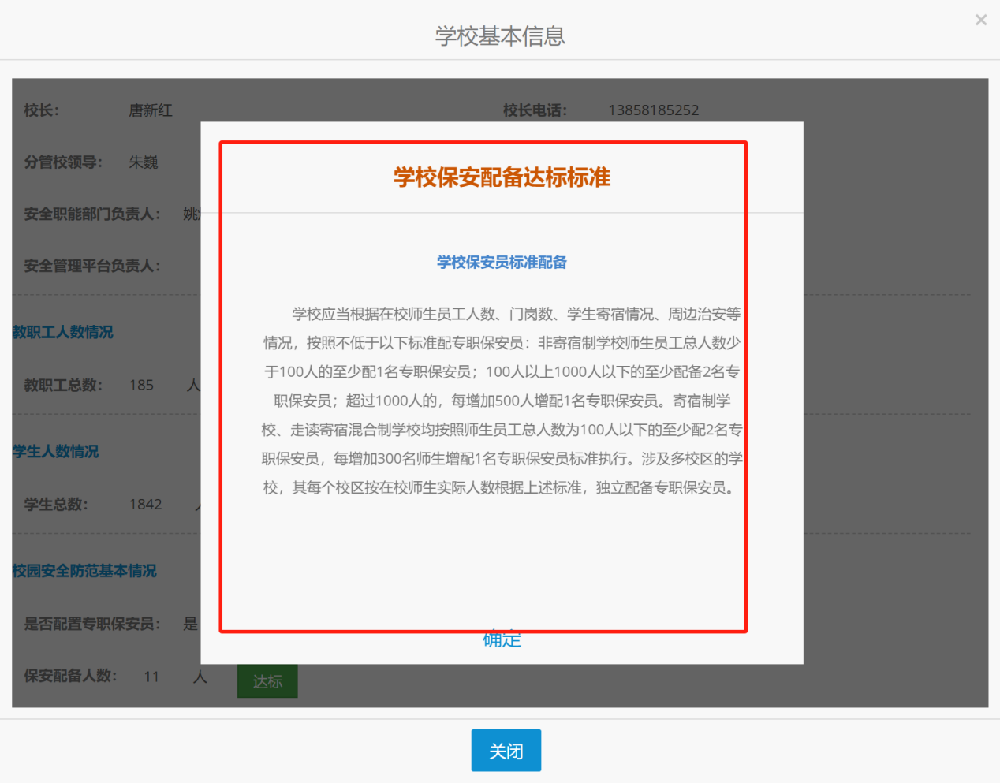 学校基本信息
×
校长: 唐新红 校长电话: 13858185252
分管校领导: 朱巍
安全职能部门负责人: 姚
安全管理平台负责人:
教职工人数情况
教职工总数: 185 人
学生人数情况
学生总数: 1842
校园安全防范基本情况
是否配置专职保安员: 是
保安配备人数: 11 人 达标
学校保安配备达标标准
学校保安员标准配备
学校应当根据在校师生员工人数、门岗数、学生寄宿情况、周边治安等
情况，按照不低于以下标准配专职保安员：非寄宿制学校师生员工总人数少
于100人的至少配1名专职保安员；100人以上1000人以下的至少配备2名专
职保安员；超过1000人的，每增加500人增配1名专职保安员。寄宿制学
校、走读寄宿混合制学校均按照师生员工总人数为100人以下的至少配2名专
职保安员，每增加300名师生增配1名专职保安员标准执行。涉及多校区的学
校，其每个校区按在校师生实际人数根据上述标准，独立配备专职保安员。
确定
关闭